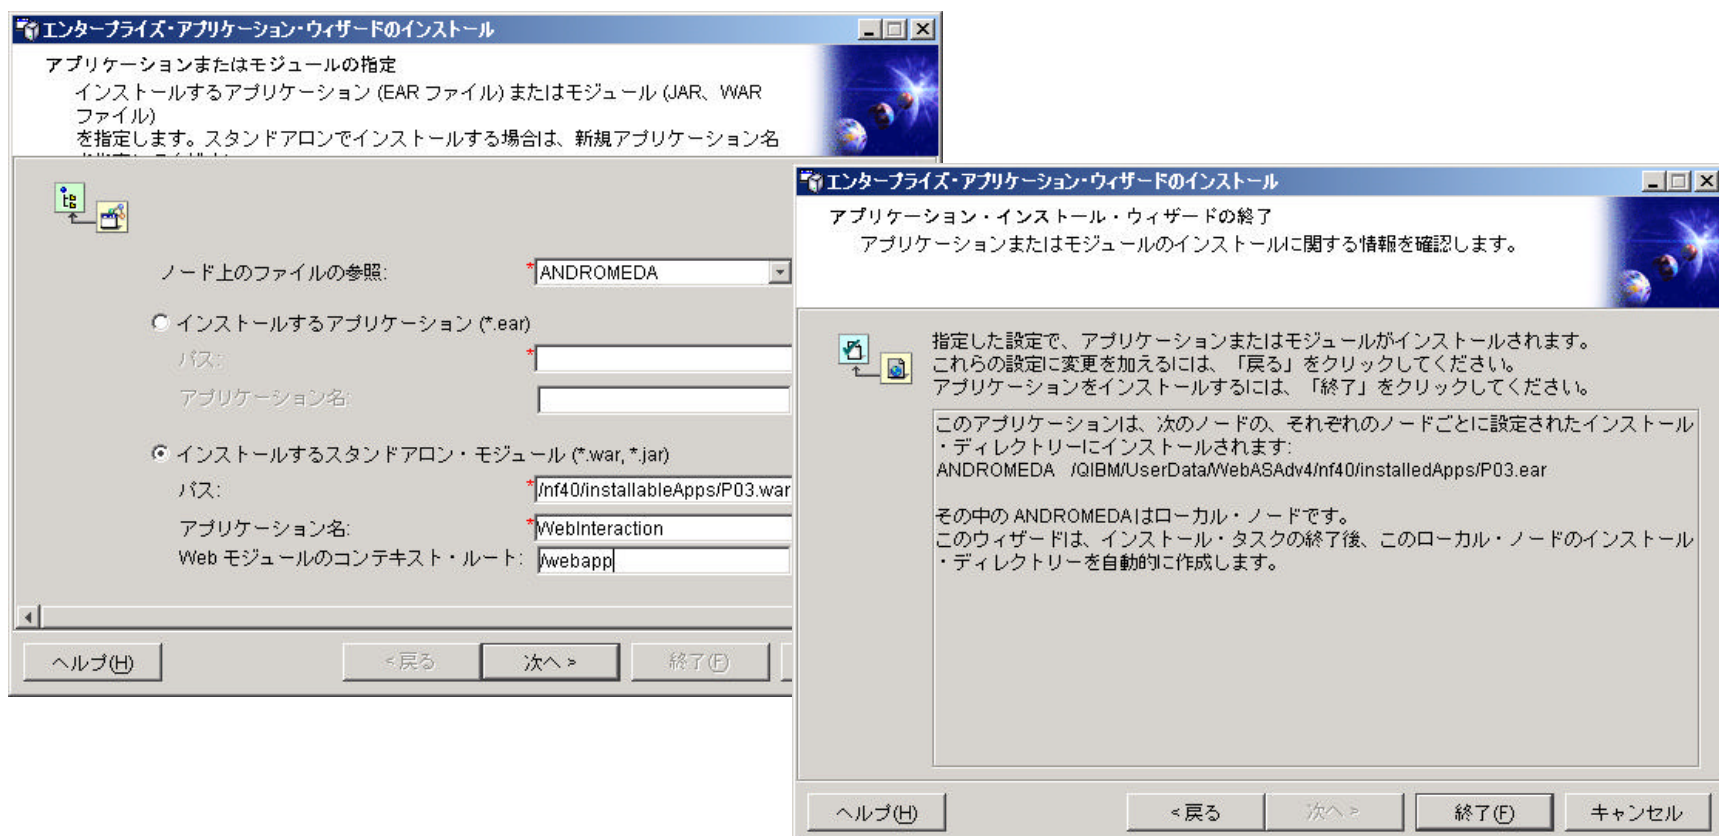 エンタープライズ・アプリケーション・ウィザードのインストール
アプリケーションまたはモジュールの指定
インストールするアプリケーション (EAR ファイル) またはモジュール (JAR、WAR
ファイル)
を指定します。スタンドアロンでインストールする場合は、新規アプリケーション名
ノード上のファイルの参照:
*ANDROMEDA
インストールするアプリケーション (*.ear)
パス:
*
アプリケーション名:
インストールするスタンドアロン・モジュール (*.war, *.jar)
パス:
*/nf40/installableApps/P03.war
アプリケーション名:
*WebInteraction
Web モジュールのコンテキスト・ルート:
/webapp
ヘルプ(H)
<戻る
次へ >
終了(F)
エンタープライズ・アプリケーション・ウィザードのインストール
アプリケーション・インストール・ウィザードの終了
アプリケーションまたはモジュールのインストールに関する情報を確認します。
指定した設定で、アプリケーションまたはモジュールがインストールされます。
これらの設定に変更を加えるには、「戻る」をクリックしてください。
アプリケーションをインストールするには、「終了」をクリックしてください。
このアプリケーションは、次のノードの、それぞれのノードごとに設定されたインストール
・ディレクトリーにインストールされます:
ANDROMEDA /QIBM/UserData/WebASAdv4/nf40/installedApps/P03.ear
その中の ANDROMEDAはローカル・ノードです。
このウィザードは、インストール・タスクの終了後、このローカル・ノードのインストール
・ディレクトリーを自動的に作成します。
ヘルプ(H)
<戻る
次へ >
終了(F)
キャンセル